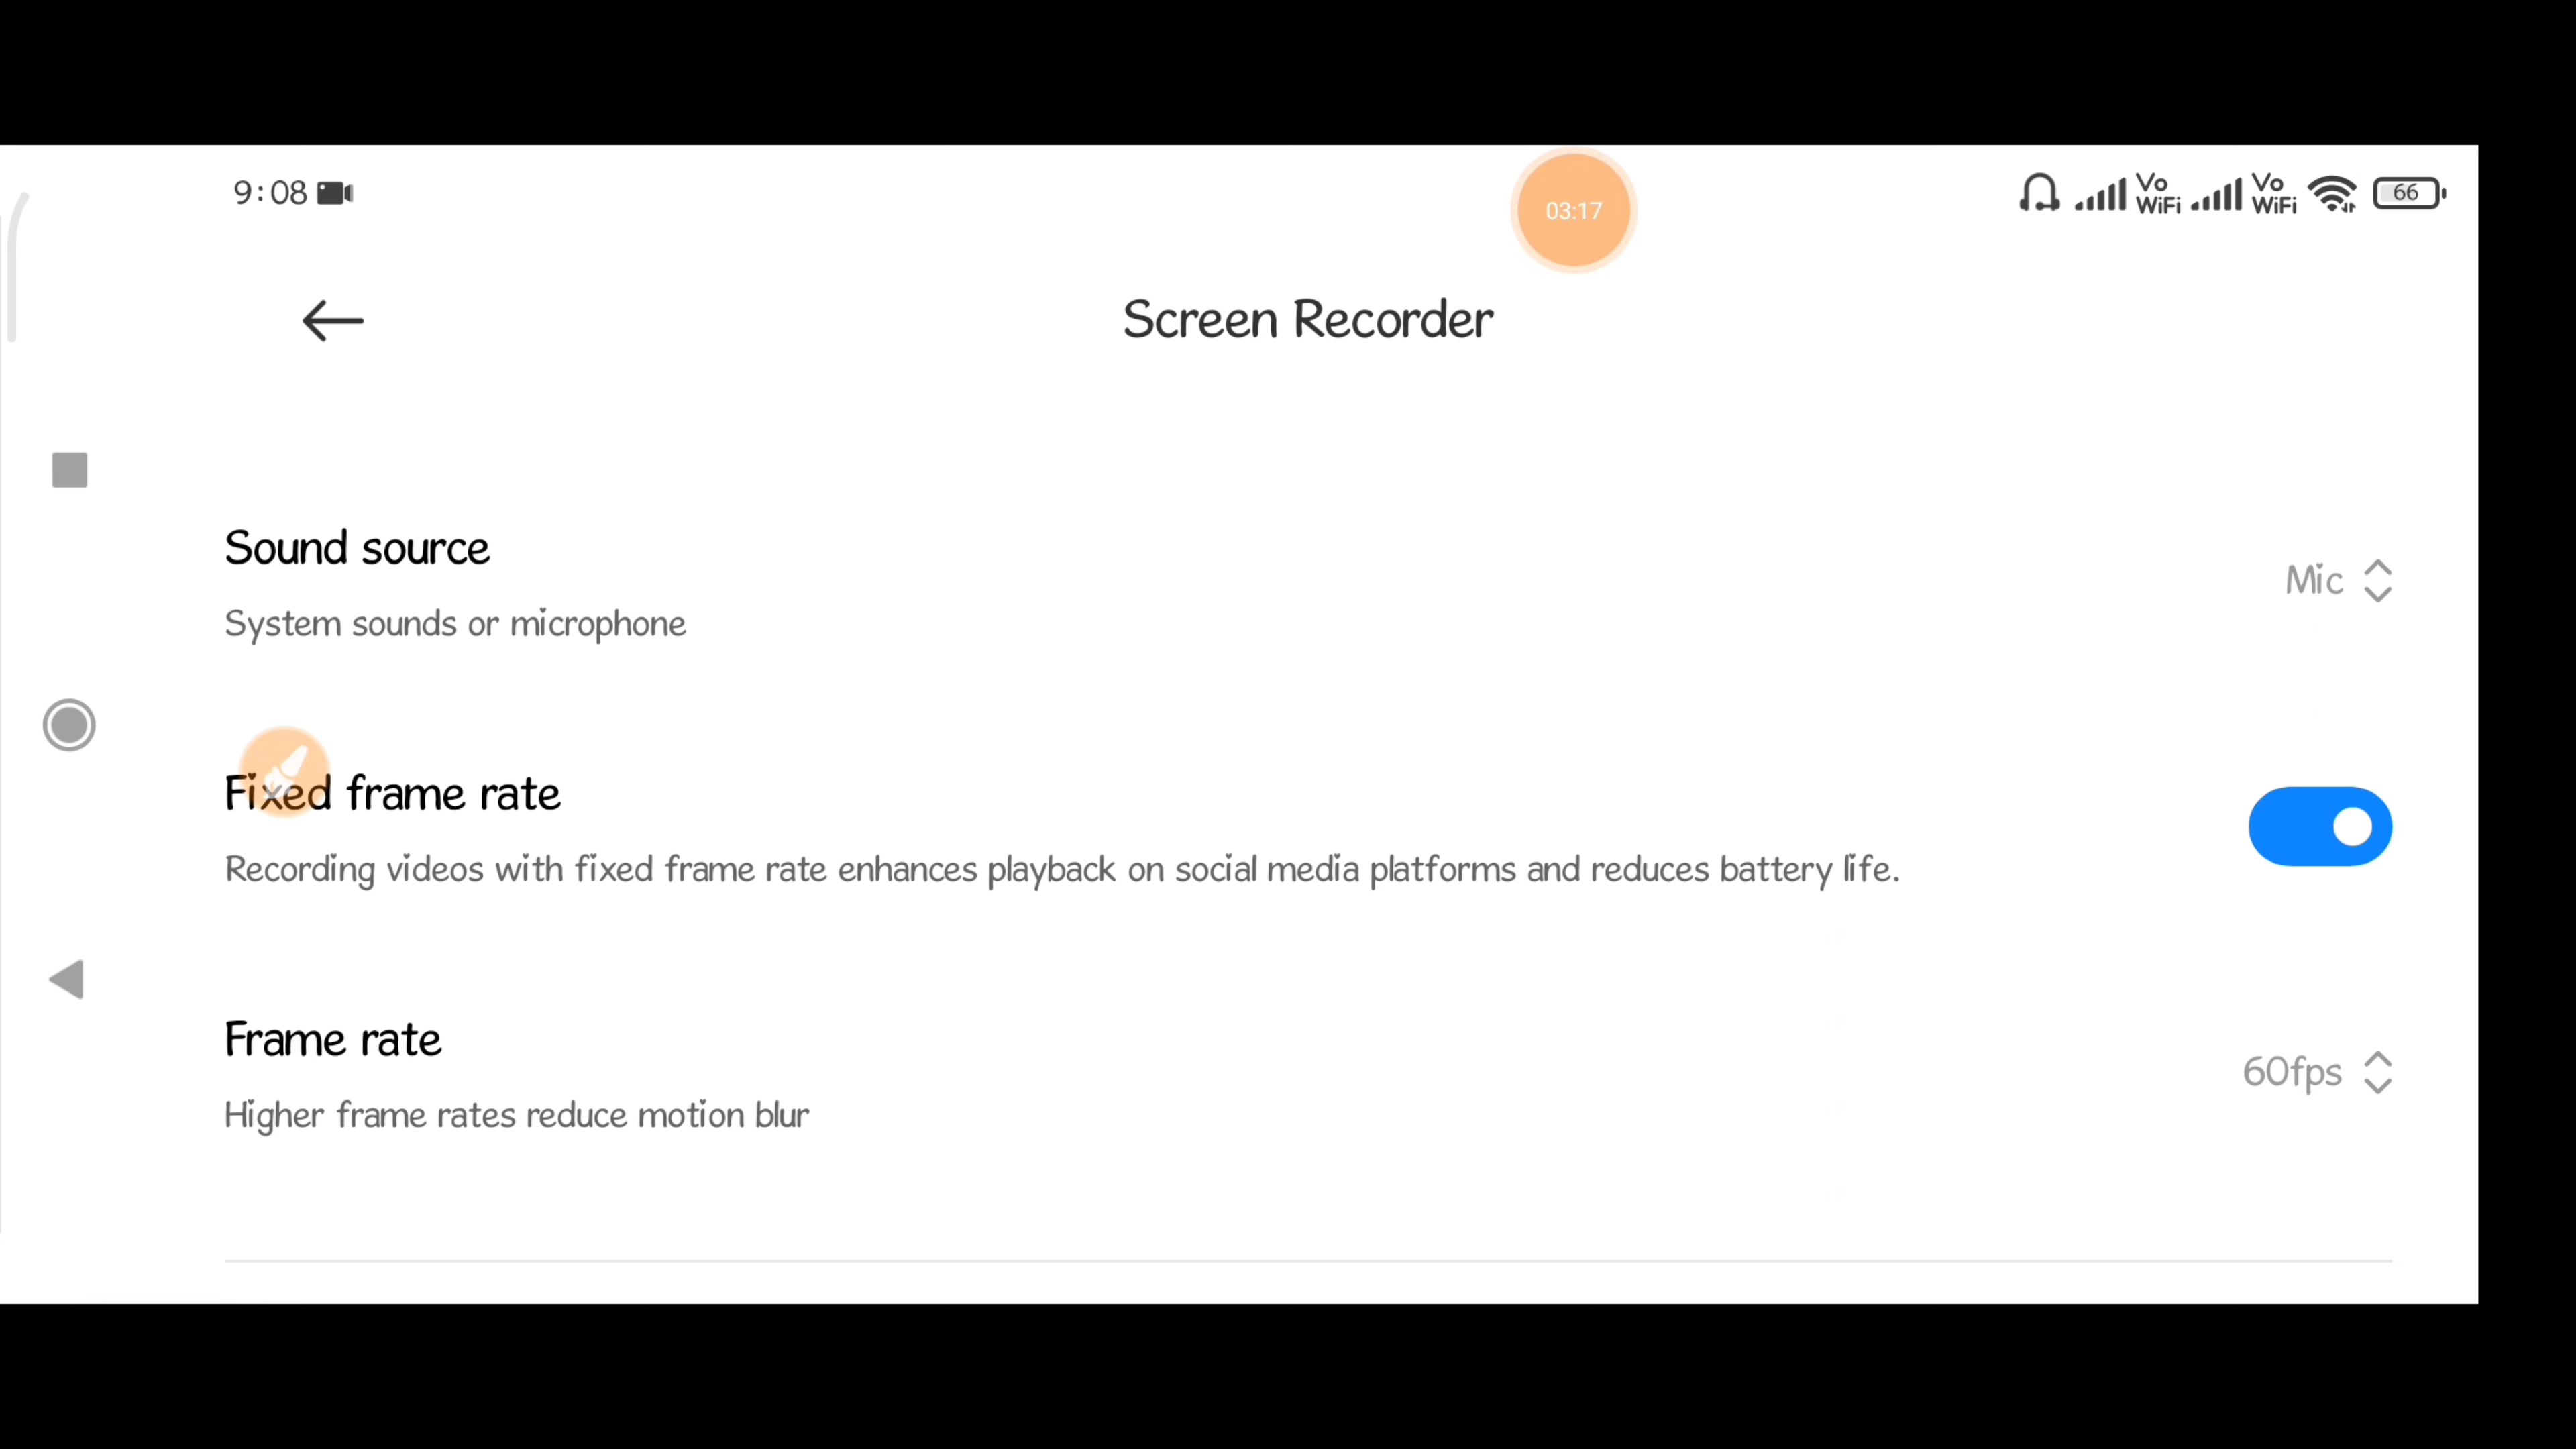 9:08
03:17
Vo WiFi Vo WiFi 66
Screen Recorder
Sound source
Mic
System sounds or microphone
Fixed frame rate
Recording videos with fixed frame rate enhances playback on social media platforms and reduces battery life.
Frame rate
60fps
Higher frame rates reduce motion blur